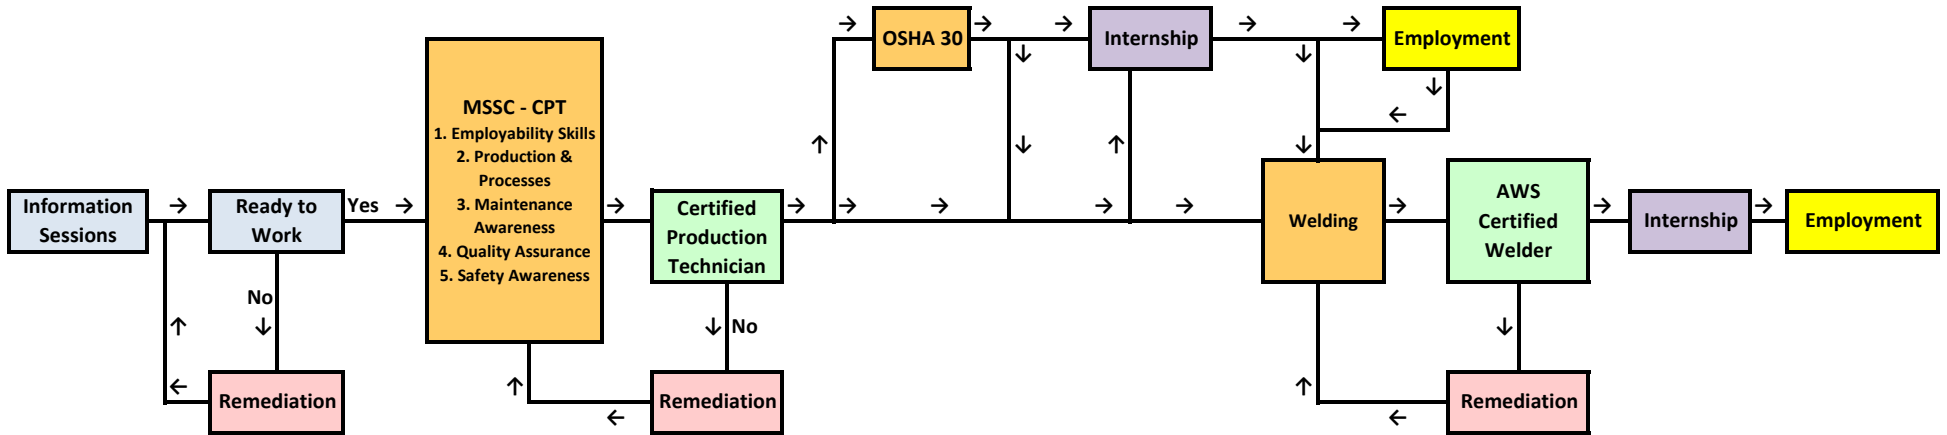 OSHA 30
Internship
Employment
MSSC - CPT
1. Employability Skills
2. Production &
Processes
3. Maintenance
Awareness
4. Quality Assurance
5. Safety Awareness
Information
Sessions
Ready to
Work
Yes
Certified
Production
Technician
Welding
AWS
Certified
Welder
Internship
Employment
No
No
Remediation
Remediation
Remediation